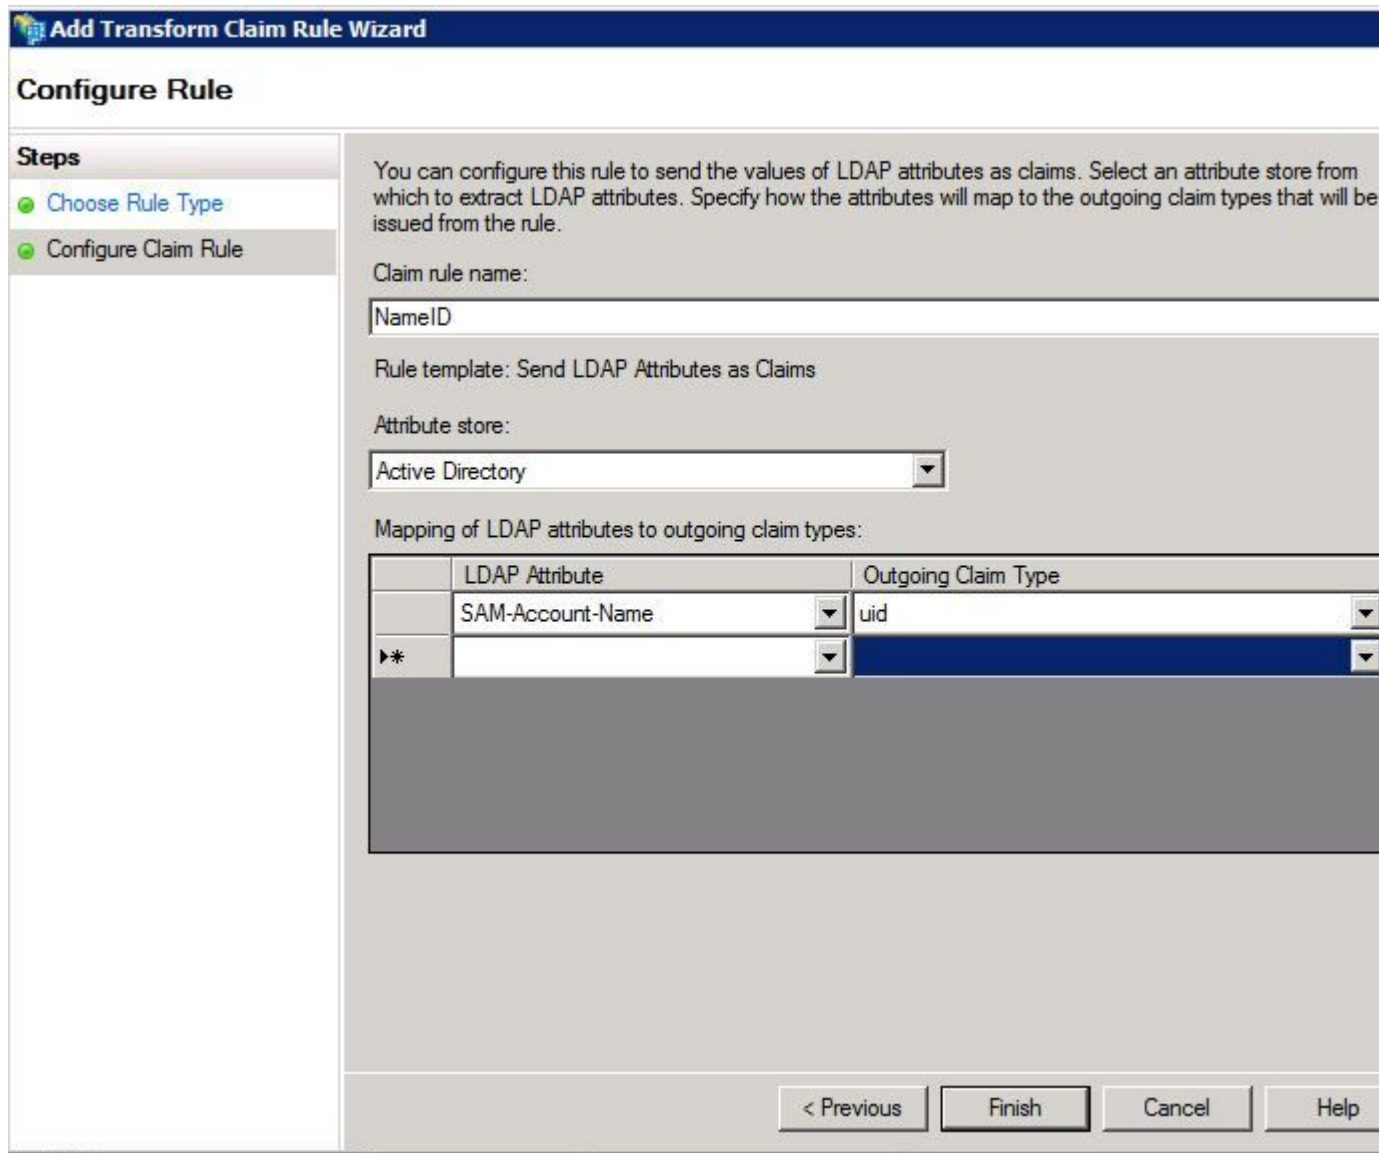 Add Transform Claim Rule Wizard
Configure Rule
Steps
Choose Rule Type
Configure Claim Rule
You can configure this rule to send the values of LDAP attributes as claims. Select an attribute store from
which to extract LDAP attributes. Specify how the attributes will map to the outgoing claim types that will be
issued from the rule.
Claim rule name:
NameID
Rule template: Send LDAP Attributes as Claims
Attribute store:
Active Directory
Mapping of LDAP attributes to outgoing claim types:
LDAP Attribute Outgoing Claim Type
SAM-Account-Name uid
< Previous Finish Cancel Help